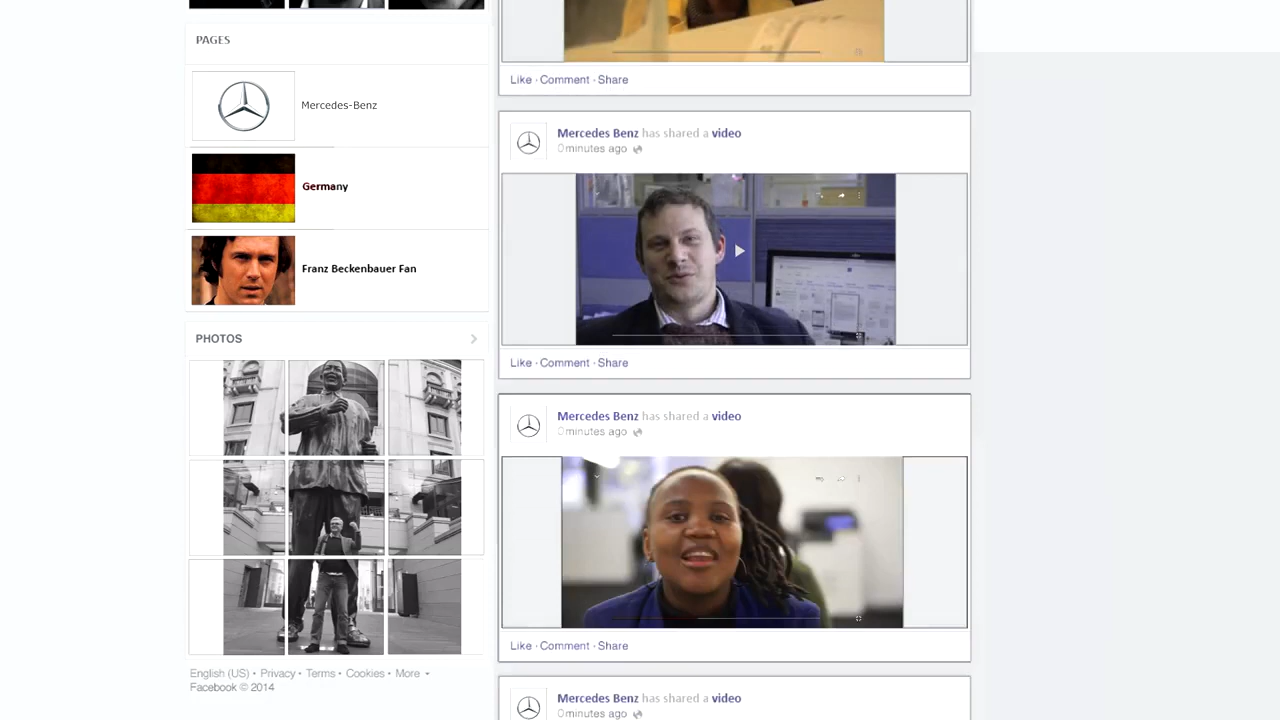 PAGES
Mercedes-Benz
Germany
Franz Beckenbauer Fan
PHOTOS
English (US) • Privacy • Terms • Cookies • More •
Facebook © 2014
Like · Comment · Share
Mercedes Benz has shared a video
0minutes ago
Like · Comment · Share
Mercedes Benz has shared a video
0minutes ago
Like · Comment · Share
Mercedes Benz has shared a video
0minutes ago